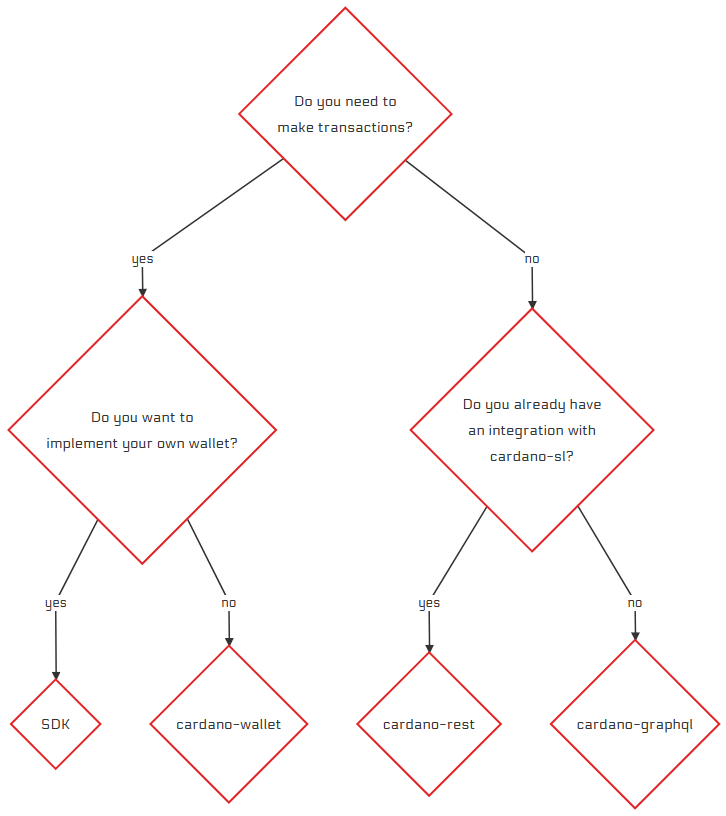 Do you need to
make transactions?
yes
no
Do you want to
implement your own wallet?
Do you already have
an integration with
cardano-sl?
yes
no
yes
no
SDK
cardano-wallet
cardano-rest
cardano-graphql